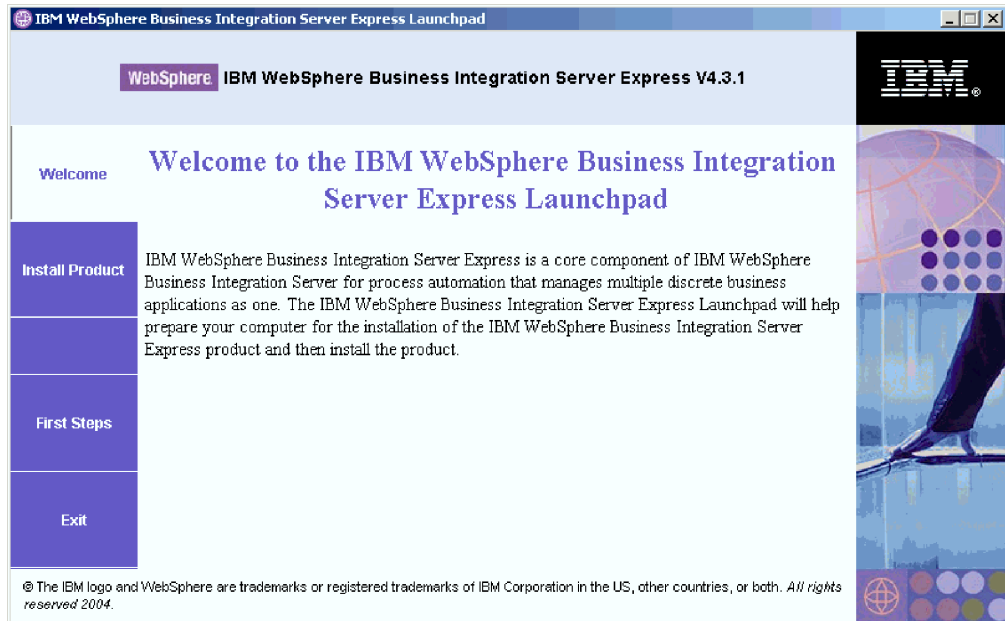 IBM WebSphere Business Integration Server Express Launchpad
WebSphere. IBM WebSphere Business Integration Server Express V4.3.1
IBM®
Welcome
Welcome to the IBM WebSphere Business Integration
Server Express Launchpad
Install Product
IBM WebSphere Business Integration Server Express is a core component of IBM WebSphere
Business Integration Server for process automation that manages multiple discrete business
applications as one. The IBM WebSphere Business Integration Server Express Launchpad will help
prepare your computer for the installation of the IBM WebSphere Business Integration Server
Express product and then install the product.
First Steps
Exit
© The IBM logo and WebSphere are trademarks or registered trademarks of IBM Corporation in the US, other countries, or both. All rights
reserved 2004.